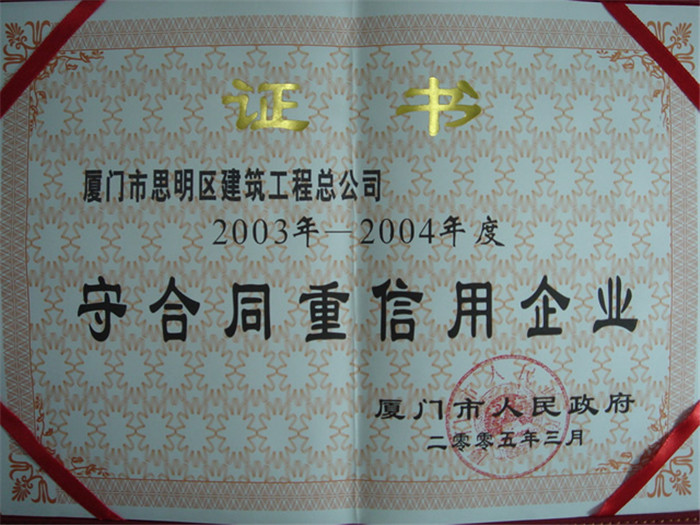 证书
厦门市思明区建筑工程总公司
2003年—2004年度
守合同重信用企业
厦门市人民政府
二零零五年三月